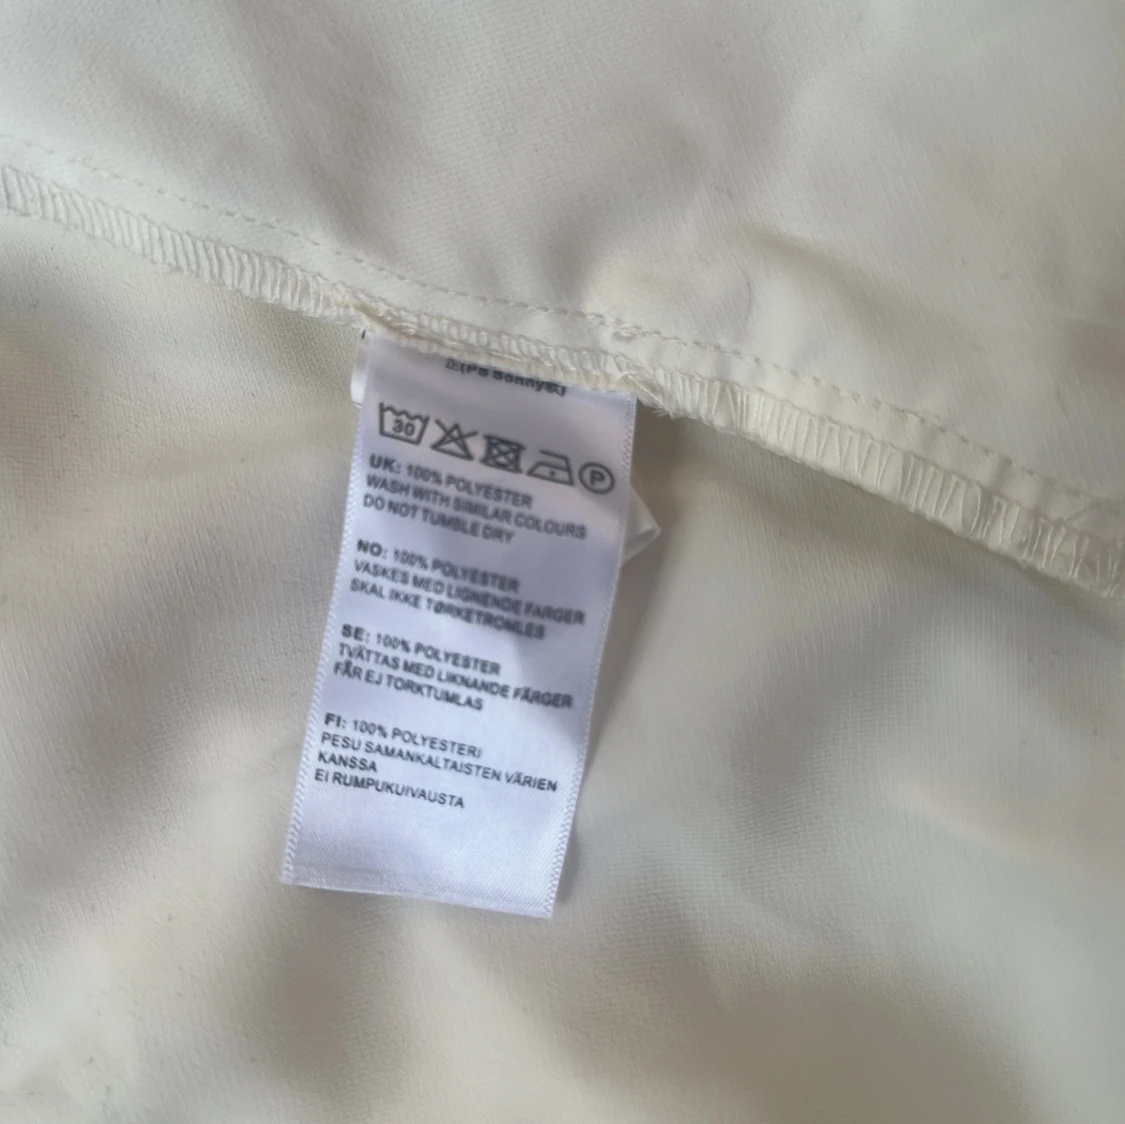 30
P
UK: 100% POLYESTER
WASH WITH SIMILAR COLOURS
DO NOT TUMBLE DRY
NO: 100% POLYESTER
VASKES MED LIGNENDE FARGER
SKAL IKKE TØRKETROMLES
SE: 100% POLYESTER
TVÄTTAS MED LIKNANDE FÄRGER
FÅR EJ TORKTUMLAS
FI: 100% POLYESTERI
PESU SAMANKALTAISTEN VÄRIEN
KANSSA
EI RUMPUKUIVAUSTA